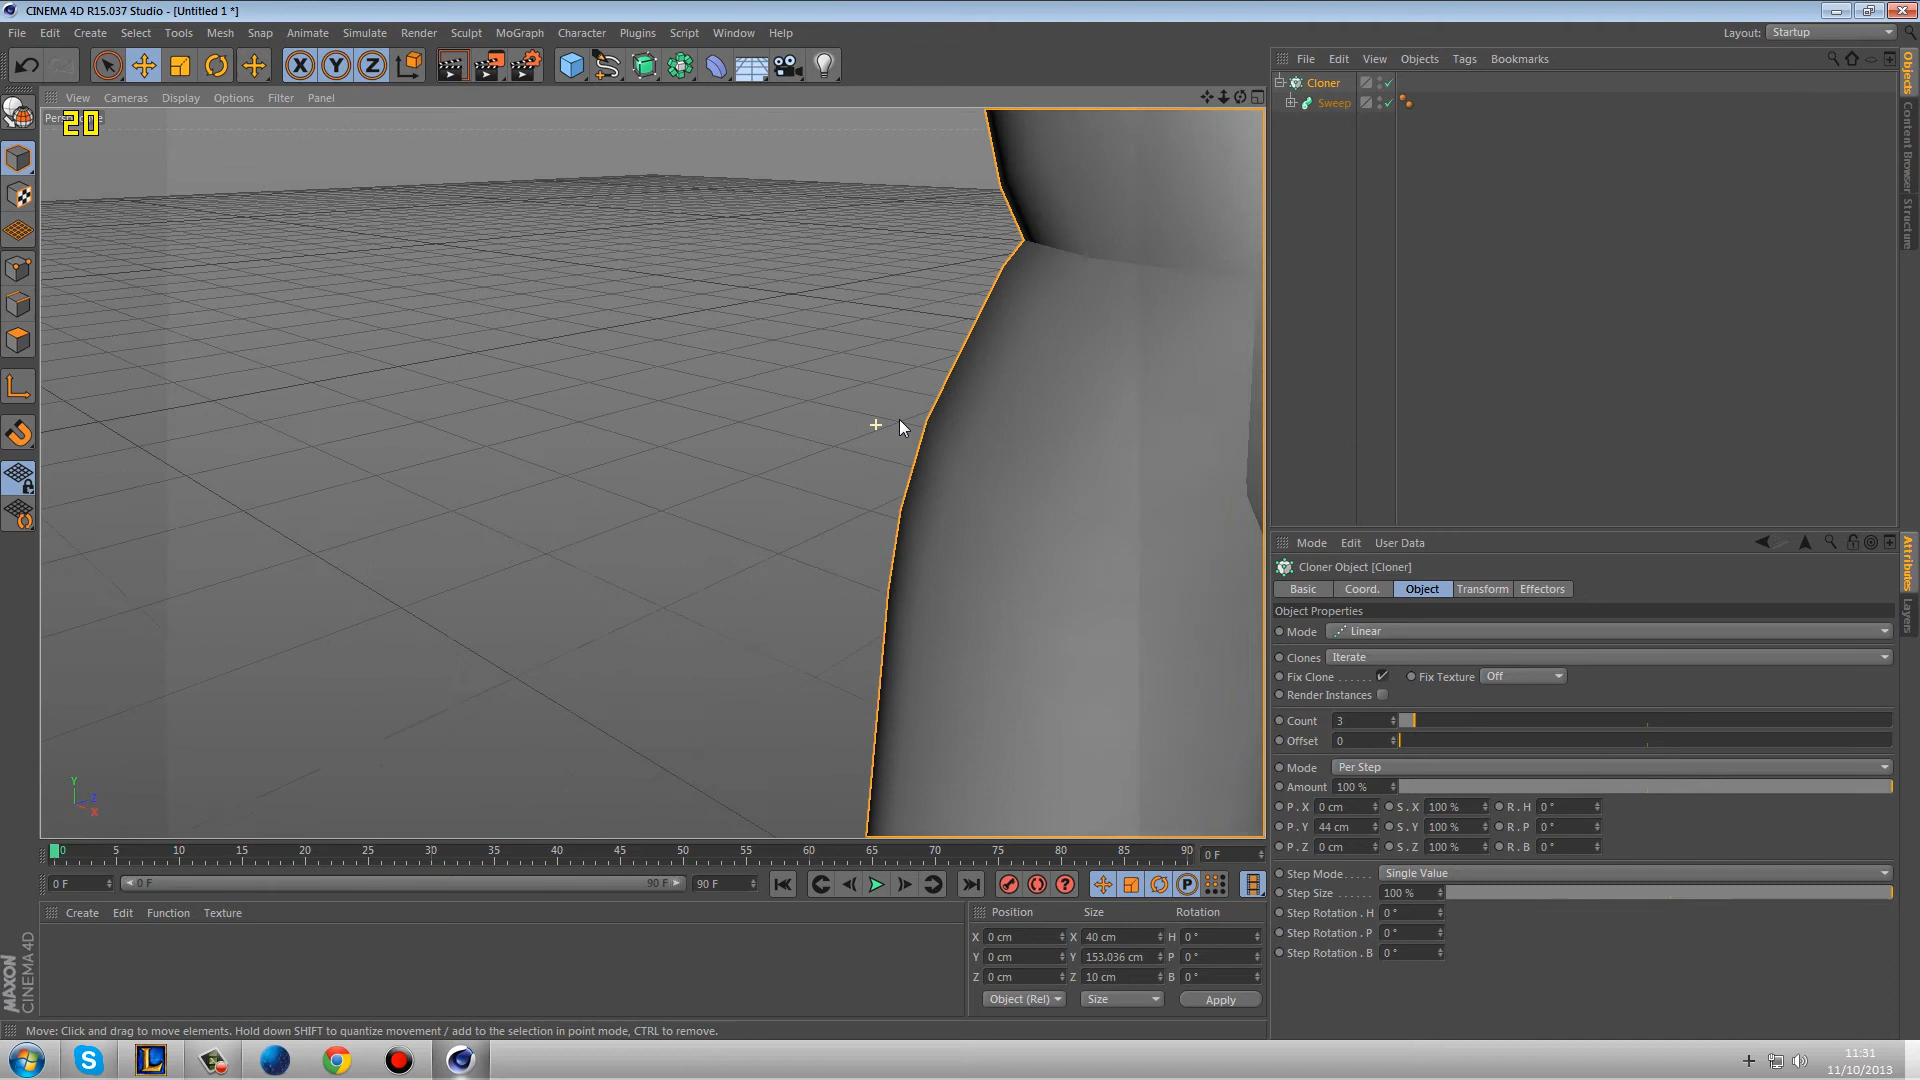 CINEMA 4D R15.037 Studio - [Untitled 1 *]
File Edit Create Select Tools Mesh Snap Animate Simulate Render Sculpt MoGraph Character Plugins Script Window Help
Layout: Startup
X Y Z
File Edit View Objects Tags Bookmarks
Cloner
Sweep
View Cameras Display Options Filter Panel
20
Y
Z
X
Objects
Content Browser
Structure
Mode Edit User Data
Cloner Object [Cloner]
Basic Coord. Object Transform Effectors
Object Properties
Mode Linear
Clones Iterate
Fix Clone . . . . . . Fix Texture Off
Render Instances
Count 3
Offset 0
Mode Per Step
Amount 100 %
P . X 0 cm S . X 100 % R . H 0 °
P . Y 44 cm S . Y 100 % R . P 0 °
P . Z 0 cm S . Z 100 % R . B 0 °
Step Mode . . . . . Single Value
Step Size . . . . . . 100 %
Step Rotation . H 0 °
Step Rotation . P 0 °
Step Rotation . B 0 °
Attributes
Layers
0 5 10 15 20 25 30 35 40 45 50 55 60 65 70 75 80 85 90 0 F
0 F 0 F 90 F 90 F
Create Edit Function Texture
Position Size Rotation
X 0 cm X 40 cm H 0 °
Y 0 cm Y 153.036 cm P 0 °
Z 0 cm Z 10 cm B 0 °
Object (Rel) Size Apply
MAXON
CINEMA 4D
Move: Click and drag to move elements. Hold down SHIFT to quantize movement / add to the selection in point mode, CTRL to remove.
11:31
11/10/2013